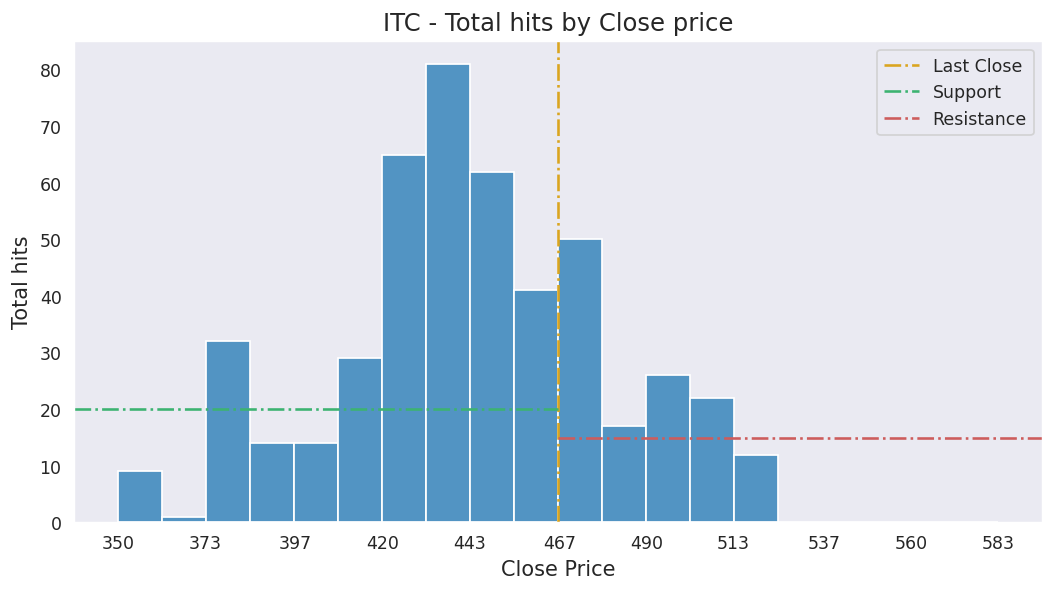 ITC - Total hits by Close price
Last Close
Support
Resistance
Total hits
80
70
60
50
40
30
20
10
0
350 373 397 420 443 467 490 513 537 560 583
Close Price